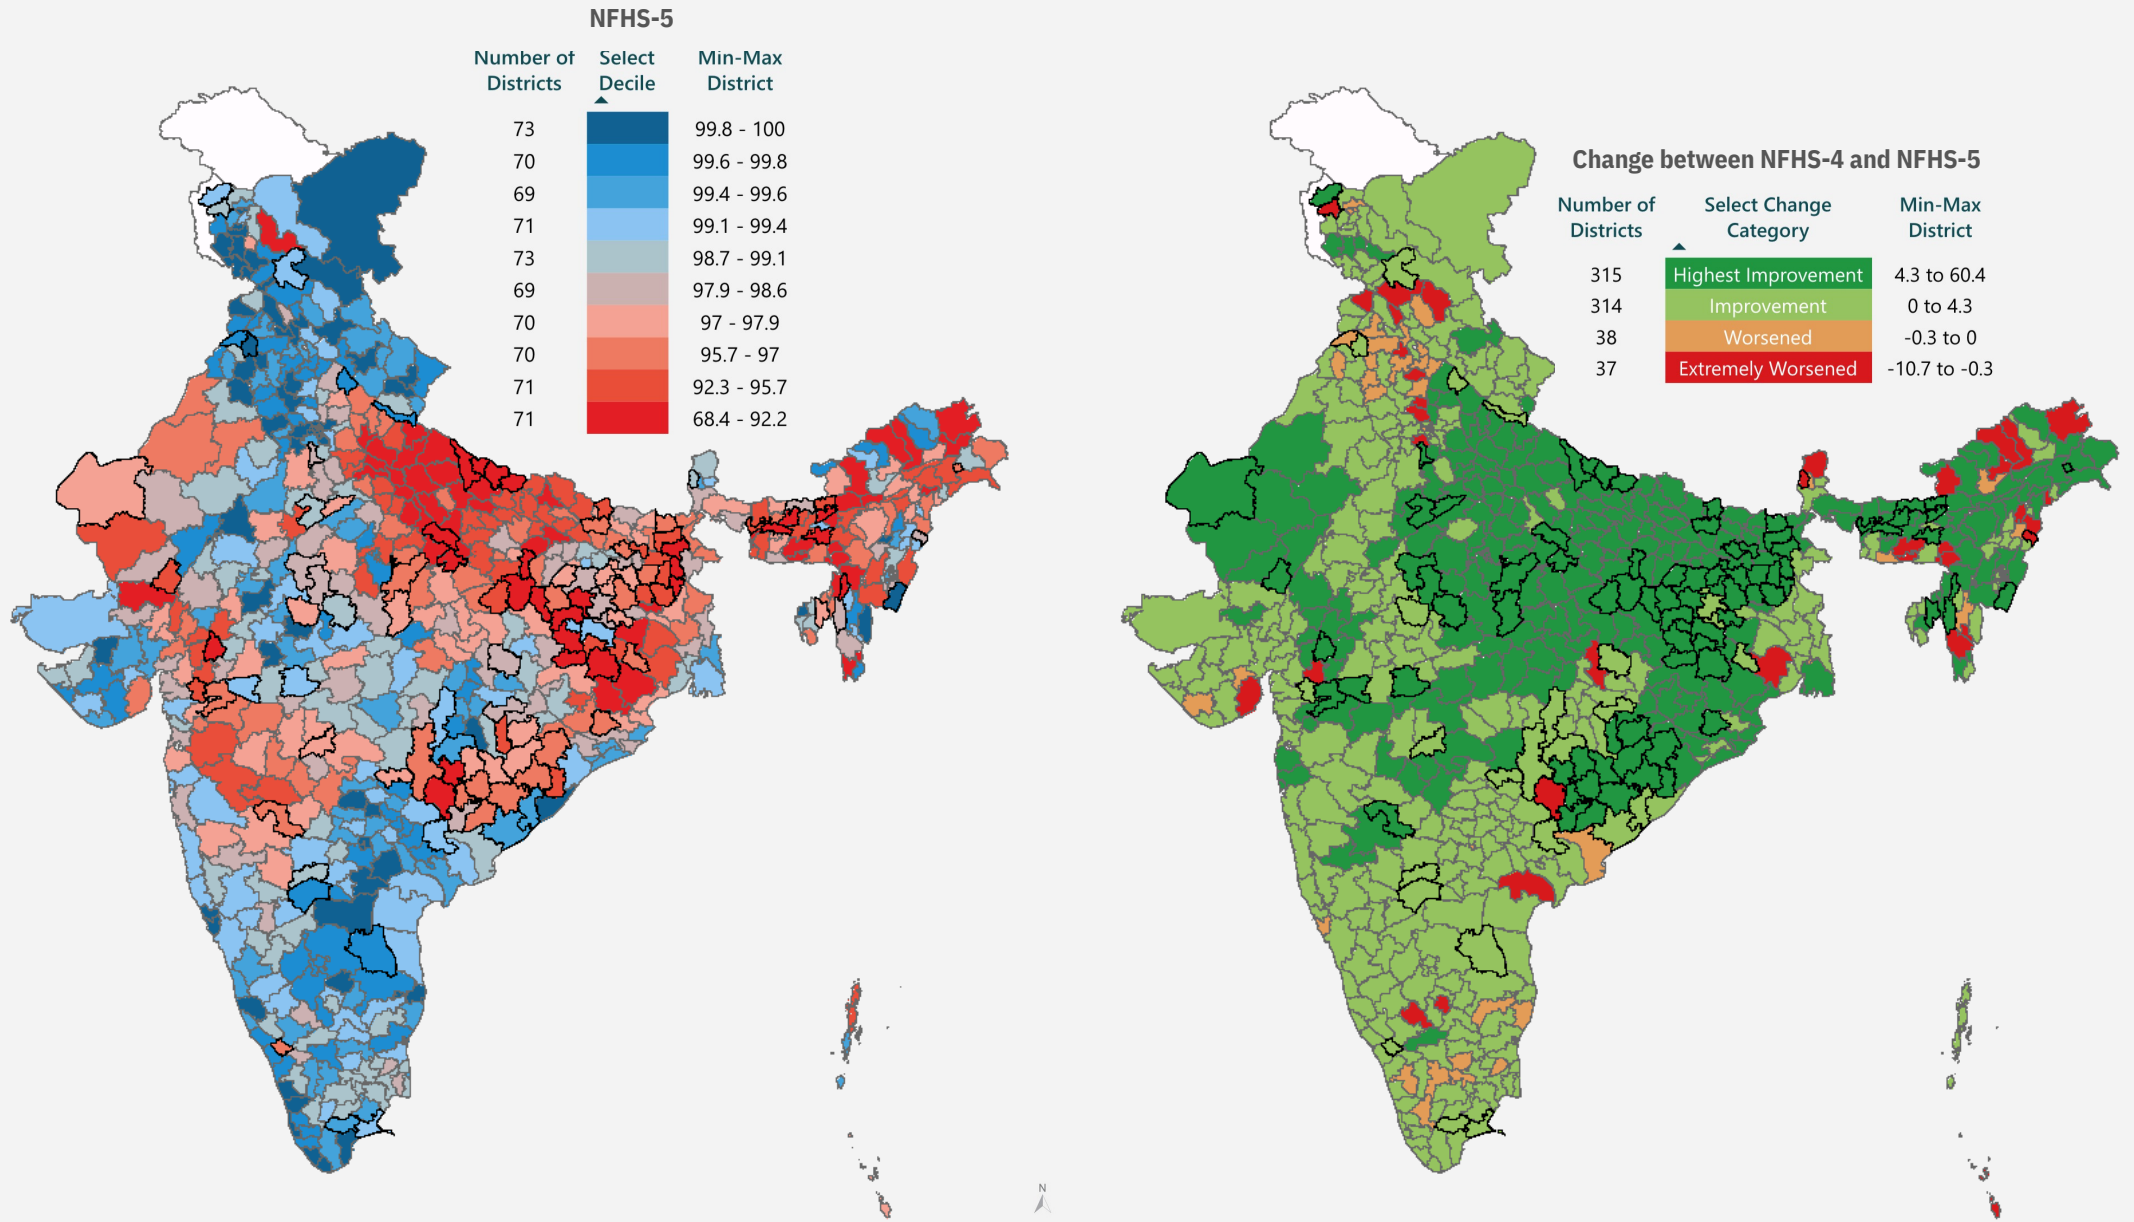 NFHS-5
Number of Districts Select Decile Min-Max District
73 99.8 - 100
70 99.6 - 99.8
69 99.4 - 99.6
71 99.1 - 99.4
73 98.7 - 99.1
69 97.9 - 98.6
70 97 - 97.9
70 95.7 - 97
71 92.3 - 95.7
71 68.4 - 92.2
Change between NFHS-4 and NFHS-5
Number of Districts Select Change Category Min-Max District
315 Highest Improvement 4.3 to 60.4
314 Improvement 0 to 4.3
38 Worsened -0.3 to 0
37 Extremely Worsened -10.7 to -0.3
N